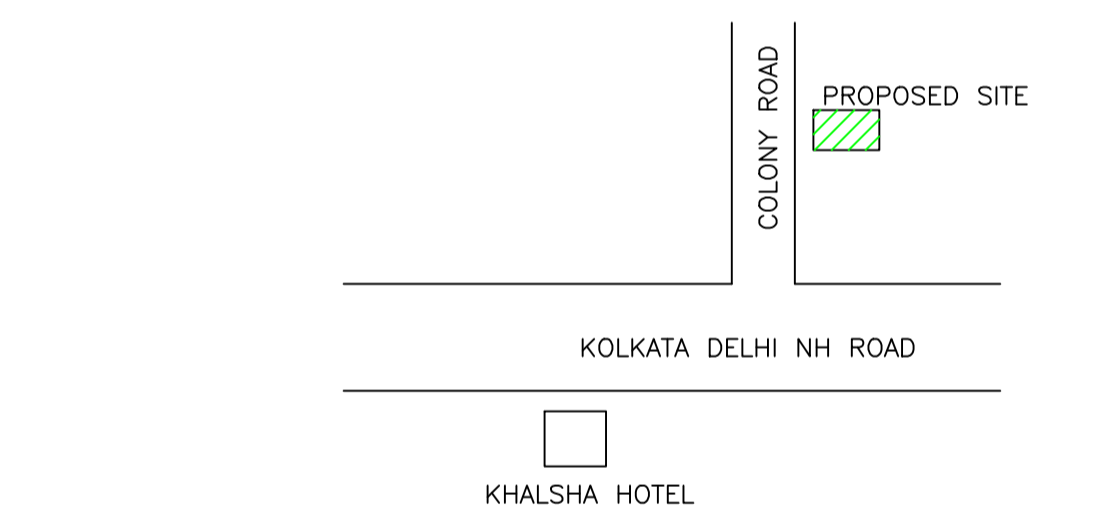 COLONY ROAD
PROPOSED SITE
KOLKATA DELHI NH ROAD
KHALSHA HOTEL